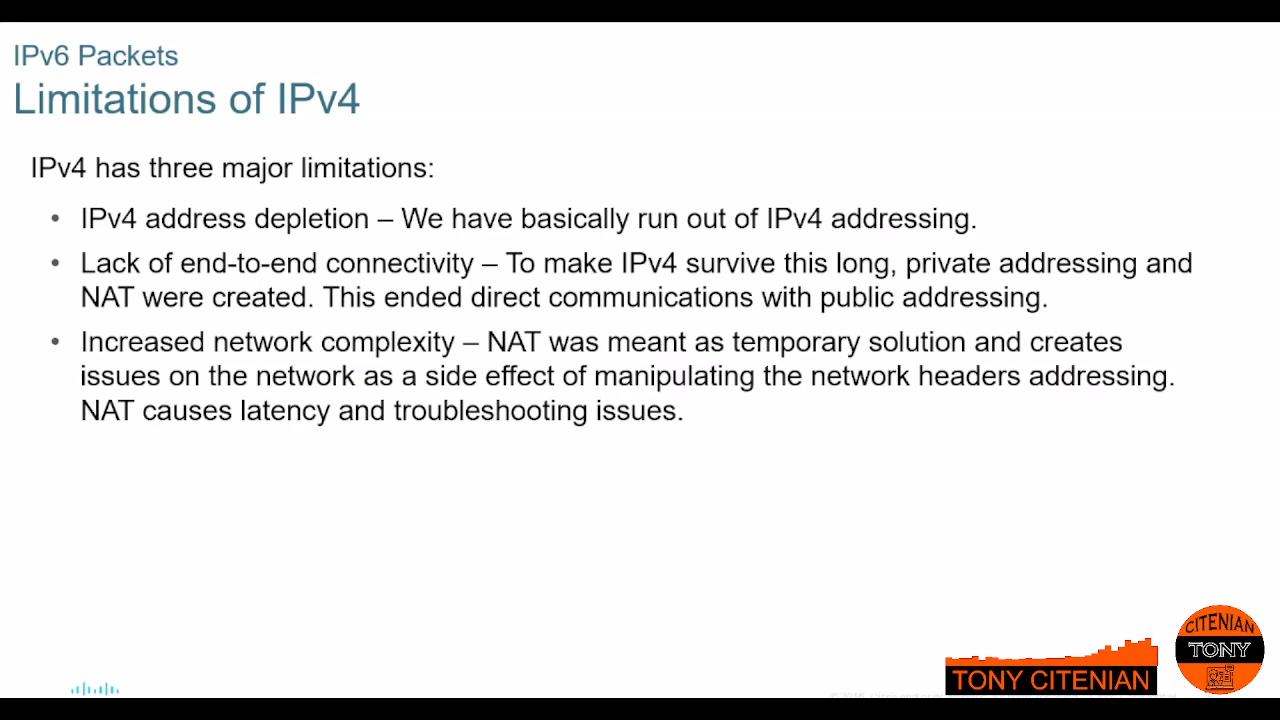 IPv6 Packets
Limitations of IPv4
IPv4 has three major limitations:
• IPv4 address depletion – We have basically run out of IPv4 addressing.
• Lack of end-to-end connectivity – To make IPv4 survive this long, private addressing and
NAT were created. This ended direct communications with public addressing.
• Increased network complexity – NAT was meant as temporary solution and creates
issues on the network as a side effect of manipulating the network headers addressing.
NAT causes latency and troubleshooting issues.
CITENIAN
TONY
TONY CITENIAN